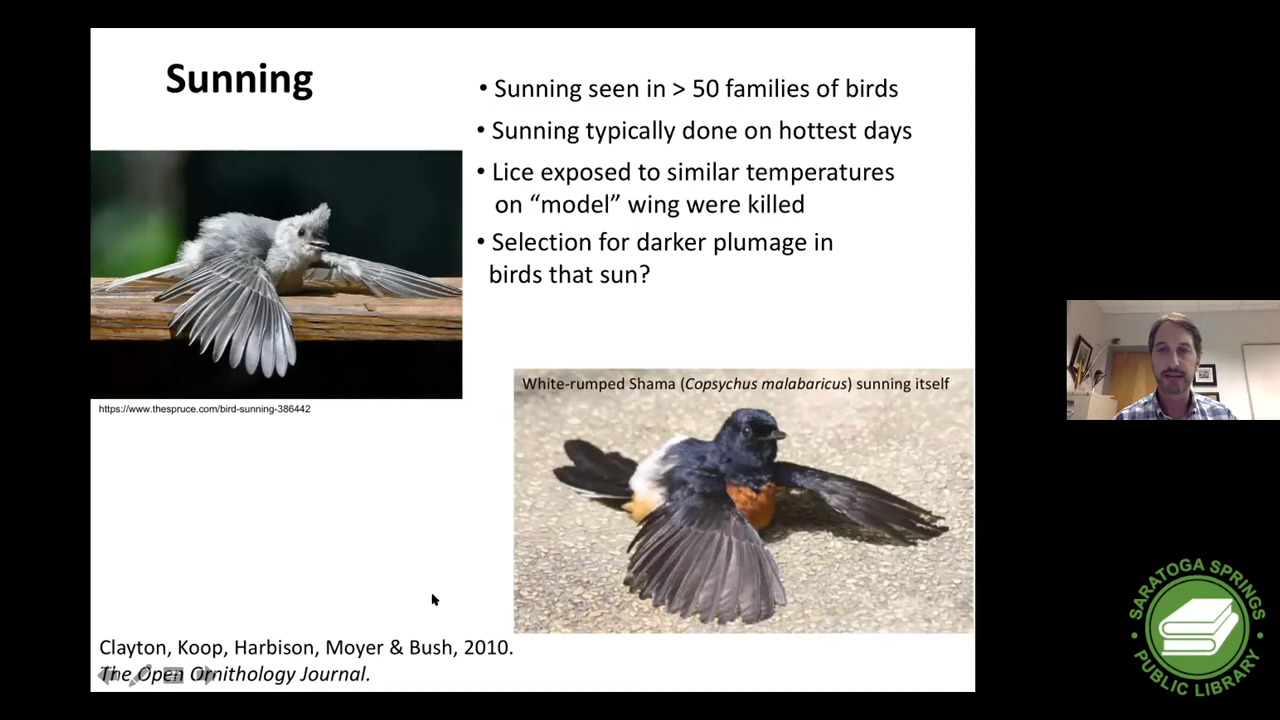 Sunning
• Sunning seen in > 50 families of birds
• Sunning typically done on hottest days
• Lice exposed to similar temperatures
on “model” wing were killed
• Selection for darker plumage in
birds that sun?
https://www.thespruce.com/bird-sunning-386442
White-rumped Shama (Copsychus malabaricus) sunning itself
Clayton, Koop, Harbison, Moyer & Bush, 2010.
The Open Ornithology Journal.
SARATOGA SPRINGS
PUBLIC LIBRARY